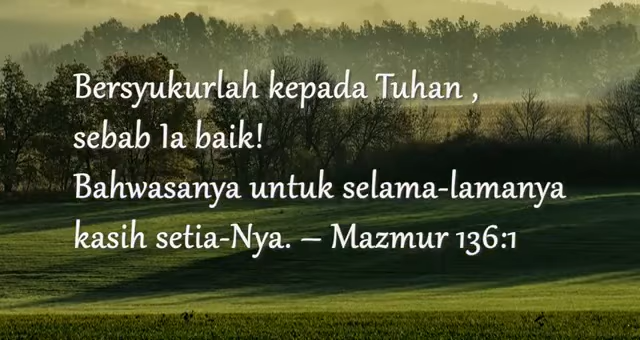 Bersyukurlah kepada Tuhan ,
sebab Ia baik!
Bahwasanya untuk selama-lamanya
kasih setia-Nya. – Mazmur 136:1